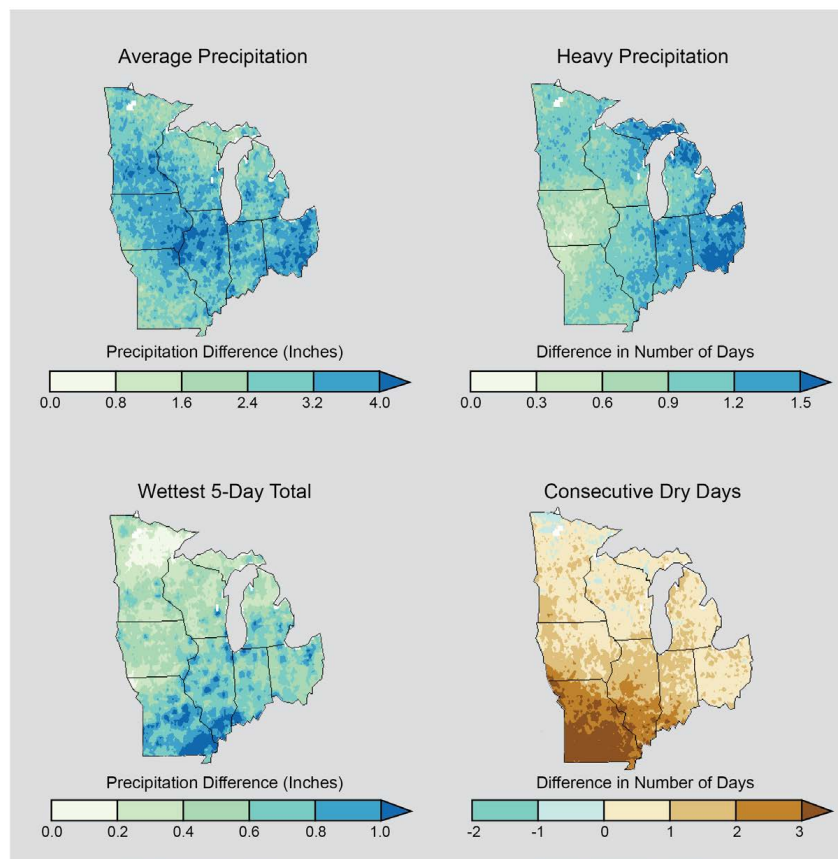 Average Precipitation
Heavy Precipitation
Precipitation Difference (Inches)
0.0 0.8 1.6 2.4 3.2 4.0
Difference in Number of Days
0.0 0.3 0.6 0.9 1.2 1.5
Wettest 5-Day Total
Consecutive Dry Days
Precipitation Difference (Inches)
0.0 0.2 0.4 0.6 0.8 1.0
Difference in Number of Days
-2 -1 0 1 2 3